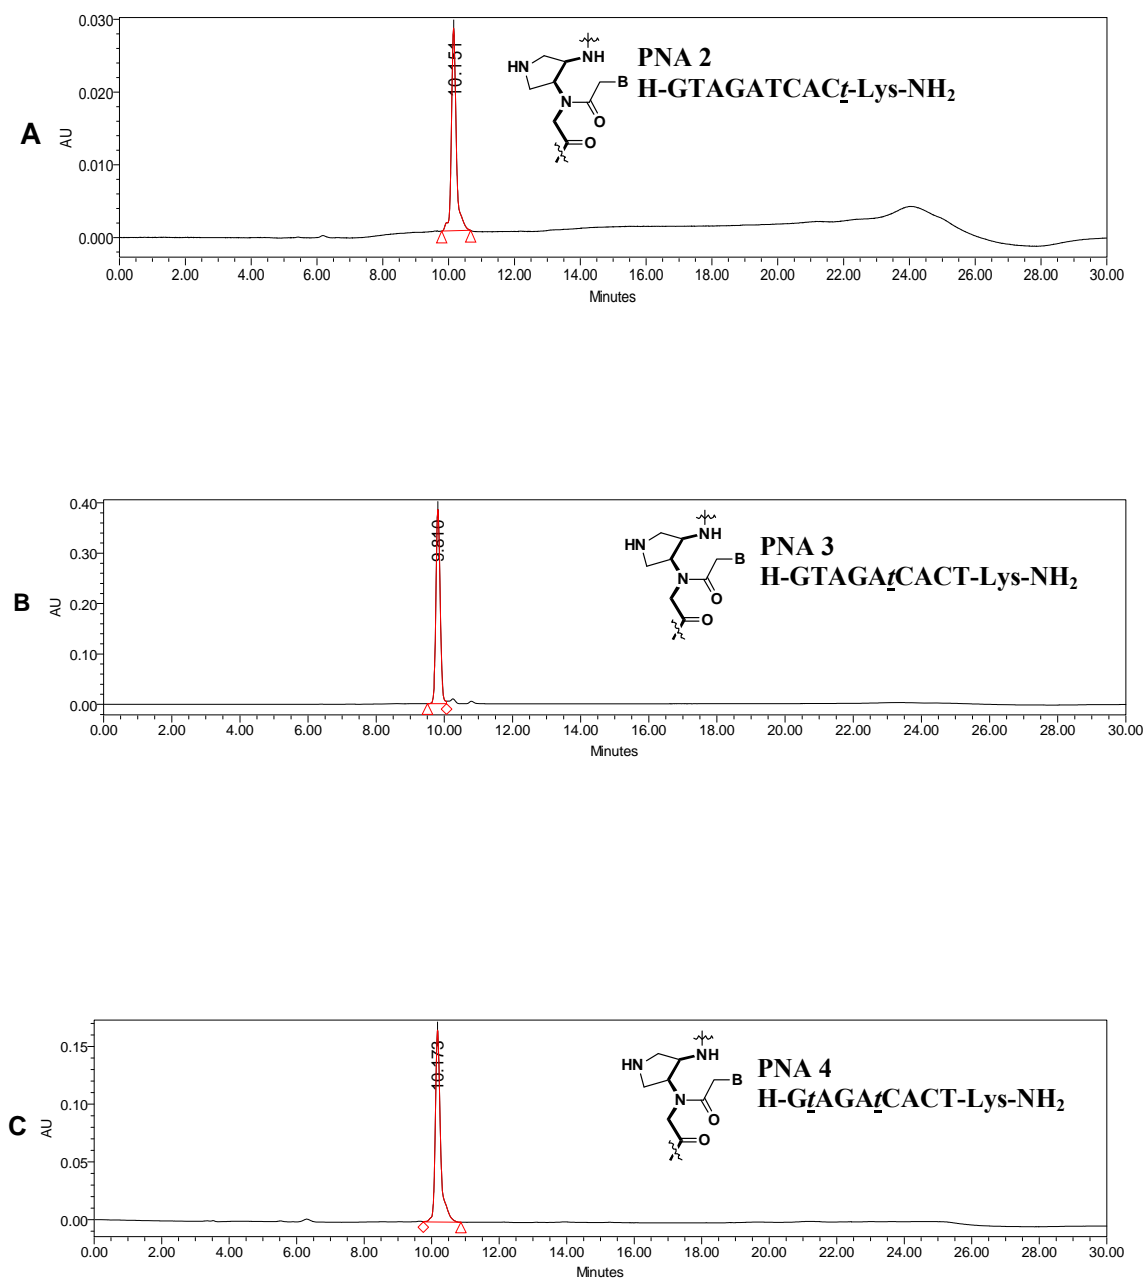 A
AU
0.030
0.020
0.010
0.000
10.151
HN
NH
N
O
B
O
PNA 2
H-GTAGATCACt-Lys-NH2
0.00 2.00 4.00 6.00 8.00 10.00 12.00 14.00 16.00 18.00 20.00 22.00 24.00 26.00 28.00 30.00
Minutes
B
AU
0.40
0.30
0.20
0.10
0.00
9.810
HN
NH
N
O
B
O
PNA 3
H-GTAGAtCACT-Lys-NH2
0.00 2.00 4.00 6.00 8.00 10.00 12.00 14.00 16.00 18.00 20.00 22.00 24.00 26.00 28.00 30.00
Minutes
C
AU
0.15
0.10
0.05
0.00
10.173
HN
NH
N
O
B
O
PNA 4
H-GtAGAtCACT-Lys-NH2
0.00 2.00 4.00 6.00 8.00 10.00 12.00 14.00 16.00 18.00 20.00 22.00 24.00 26.00 28.00 30.00
Minutes